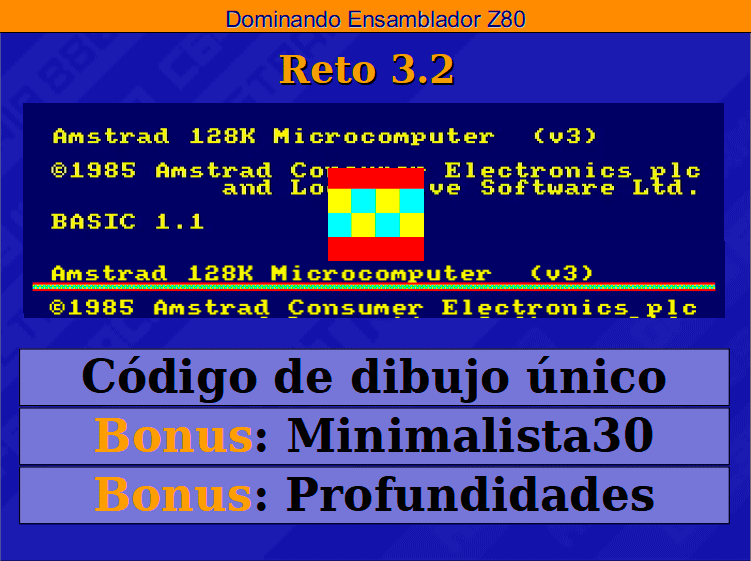 Dominando Ensamblador Z80
Reto 3.2
Amstrad 128K Microcomputer (v3)
©1985 Amstrad Electronics plc
and ve Software Ltd.
BASIC 1.1
Amstrad 128K Microcomputer (v3)
©1985 Amstrad Consumer Electronics plc
Código de dibujo único
Bonus: Minimalista30
Bonus: Profundidades